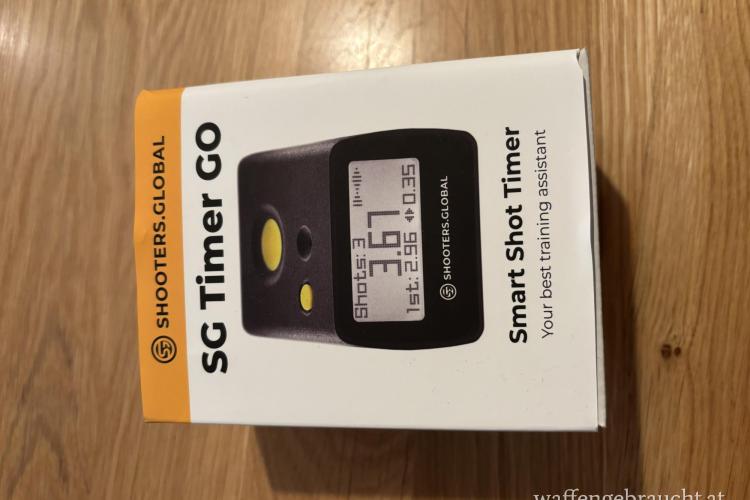 SHOOTERS.GLOBAL
SG Timer GO
Shots: 3
3.67
1st: 2.96 0.35
SHOOTERS.GLOBAL
Smart Shot Timer
Your best training assistant
waffengebraucht.at